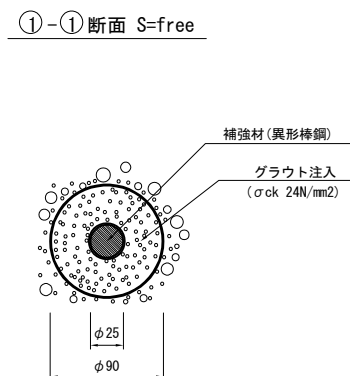 ①-①断面 S=free
補強材(異形棒鋼)
グラウト注入
(σck 24N/mm2)
φ25
φ90